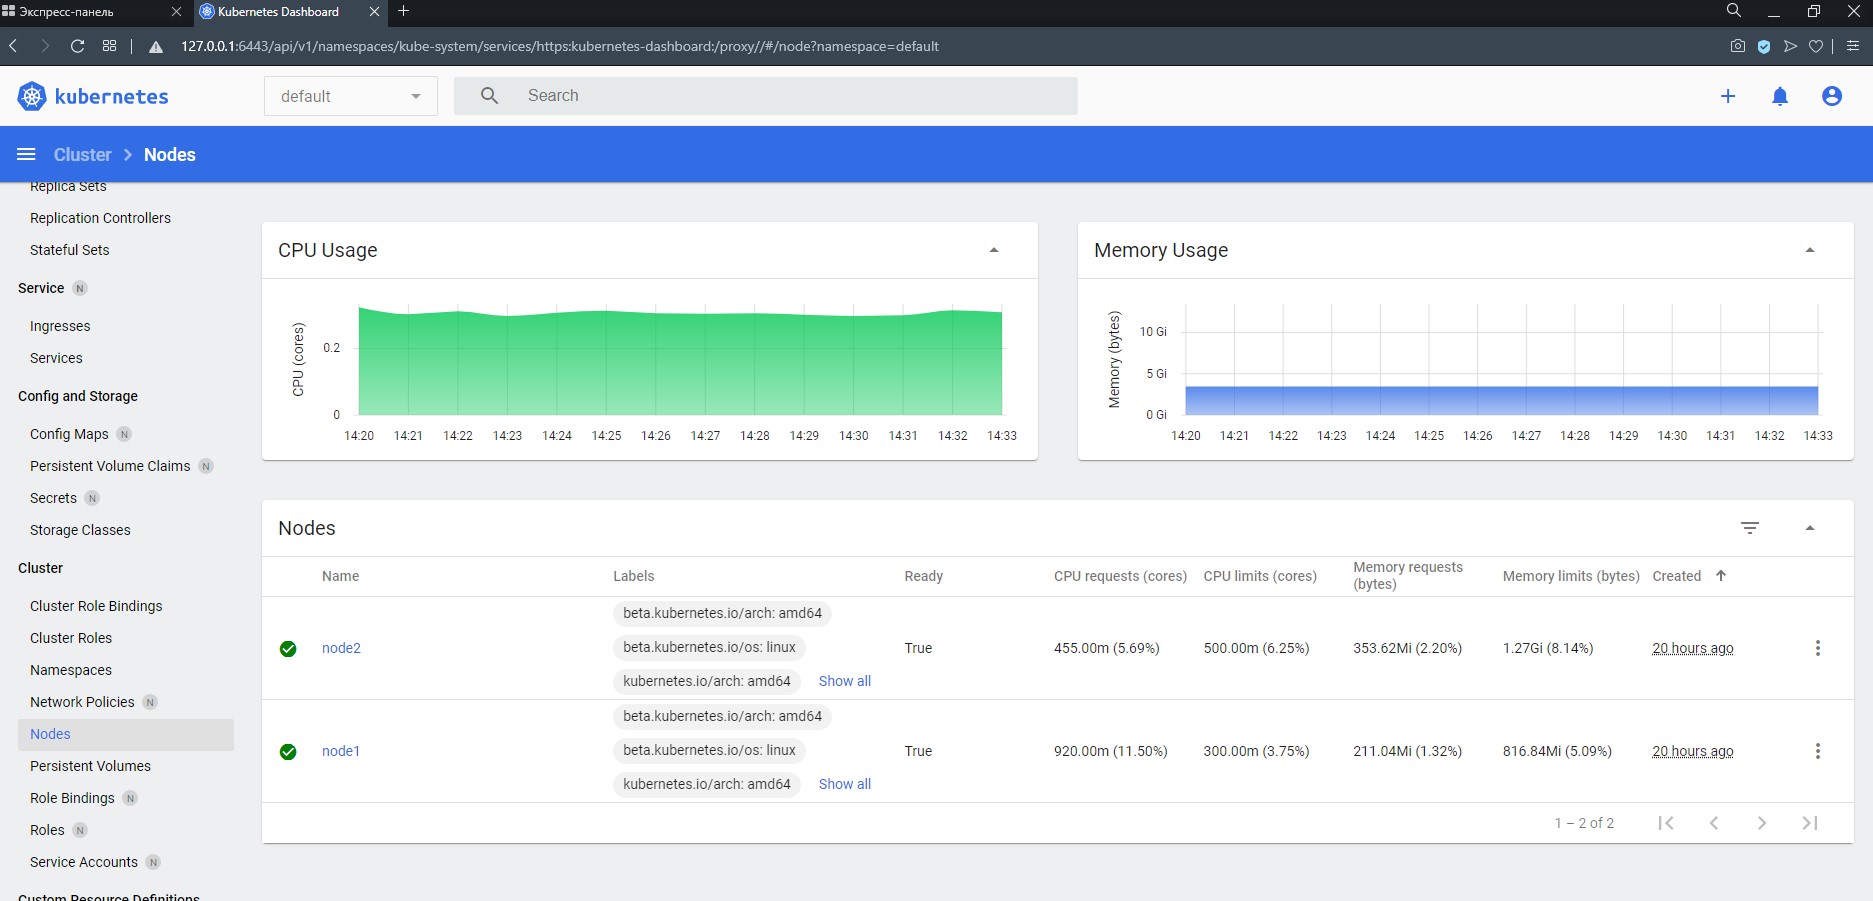 Экспресс-панель
Kubernetes Dashboard
127.0.0.1:6443/api/v1/namespaces/kube-system/services/https:kubernetes-dashboard:/proxy//#/node?namespace=default
kubernetes
default
Search
Cluster
Nodes
Replica Sets
Replication Controllers
Stateful Sets
Service N
Ingresses
Services
Config and Storage
Config Maps N
Persistent Volume Claims N
Secrets N
Storage Classes
Cluster
Cluster Role Bindings
Cluster Roles
Namespaces
Network Policies N
Nodes
Persistent Volumes
Role Bindings N
Roles N
Service Accounts N
Custom Resource Definitions
CPU Usage
CPU (cores)
0.2
0
14:20 14:21 14:22 14:23 14:24 14:25 14:26 14:27 14:28 14:29 14:30 14:31 14:32 14:33
Memory Usage
Memory (bytes)
10 Gi
5 Gi
0 Gi
14:20 14:21 14:22 14:23 14:24 14:25 14:26 14:27 14:28 14:29 14:30 14:31 14:32 14:33
Nodes
Name Labels Ready CPU requests (cores) CPU limits (cores) Memory requests (bytes) Memory limits (bytes) Created
beta.kubernetes.io/arch: amd64
node2 beta.kubernetes.io/os: linux True 455.00m (5.69%) 500.00m (6.25%) 353.62Mi (2.20%) 1.27Gi (8.14%) 20 hours ago
kubernetes.io/arch: amd64 Show all
beta.kubernetes.io/arch: amd64
node1 beta.kubernetes.io/os: linux True 920.00m (11.50%) 300.00m (3.75%) 211.04Mi (1.32%) 816.84Mi (5.09%) 20 hours ago
kubernetes.io/arch: amd64 Show all
1 – 2 of 2